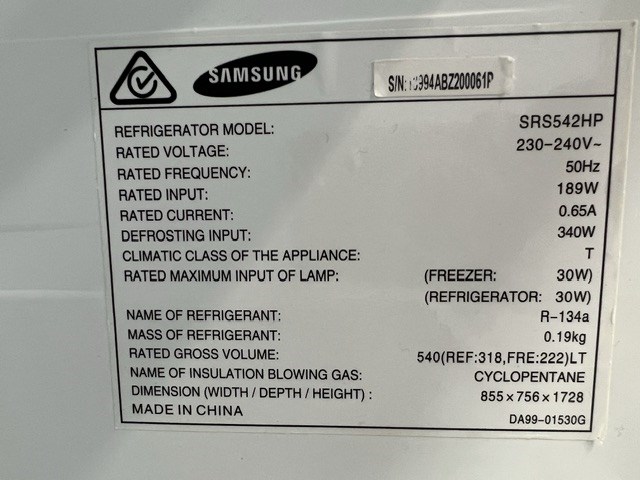 SAMSUNG
S/N: 994ABZ200061P
REFRIGERATOR MODEL: SRS542HP
RATED VOLTAGE: 230-240V~
RATED FREQUENCY: 50Hz
RATED INPUT: 189W
RATED CURRENT: 0.65A
DEFROSTING INPUT: 340W
CLIMATIC CLASS OF THE APPLIANCE: T
RATED MAXIMUM INPUT OF LAMP: (FREEZER: 30W)
(REFRIGERATOR: 30W)
NAME OF REFRIGERANT: R-134a
MASS OF REFRIGERANT: 0.19kg
RATED GROSS VOLUME: 540(REF:318,FRE:222)LT
NAME OF INSULATION BLOWING GAS: CYCLOPENTANE
DIMENSION (WIDTH / DEPTH / HEIGHT) : 855×756×1728
MADE IN CHINA DA99-01530G